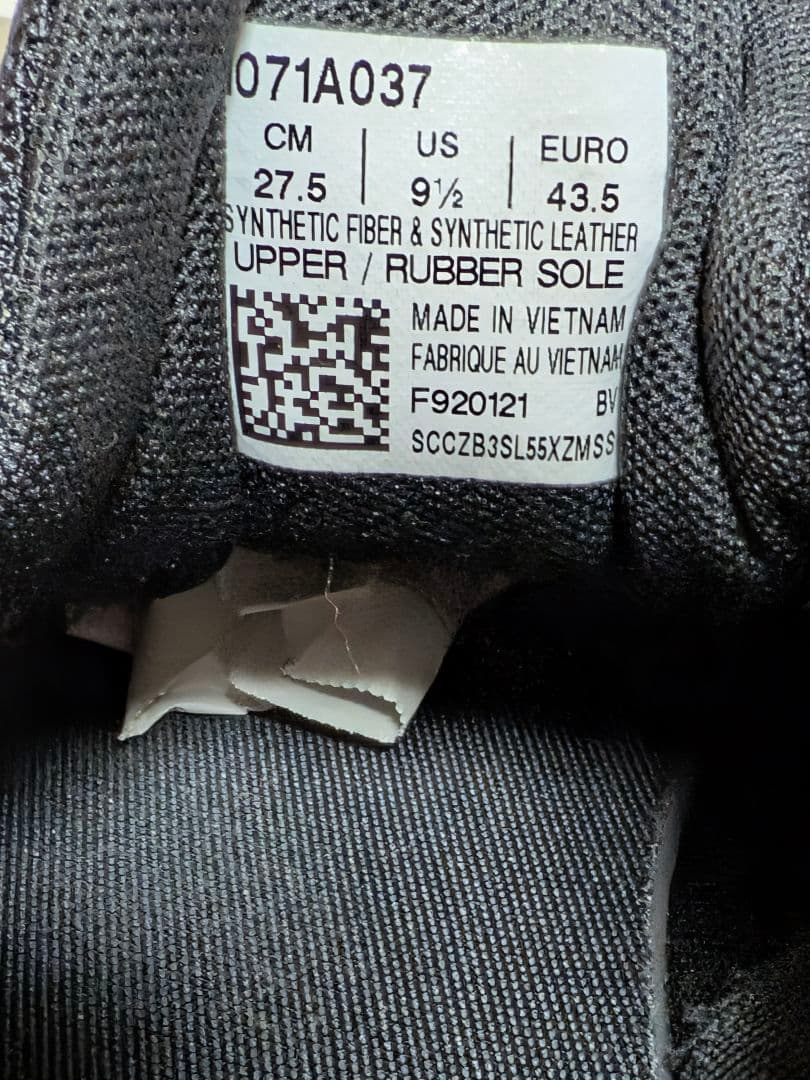 1071A037
CM | US | EURO
27.5 | 9½ | 43.5
SYNTHETIC FIBER & SYNTHETIC LEATHER
UPPER / RUBBER SOLE
MADE IN VIETNAM
FABRIQUE AU VIETNAM
F920121 BV
SCCZB3SL55XZMSS